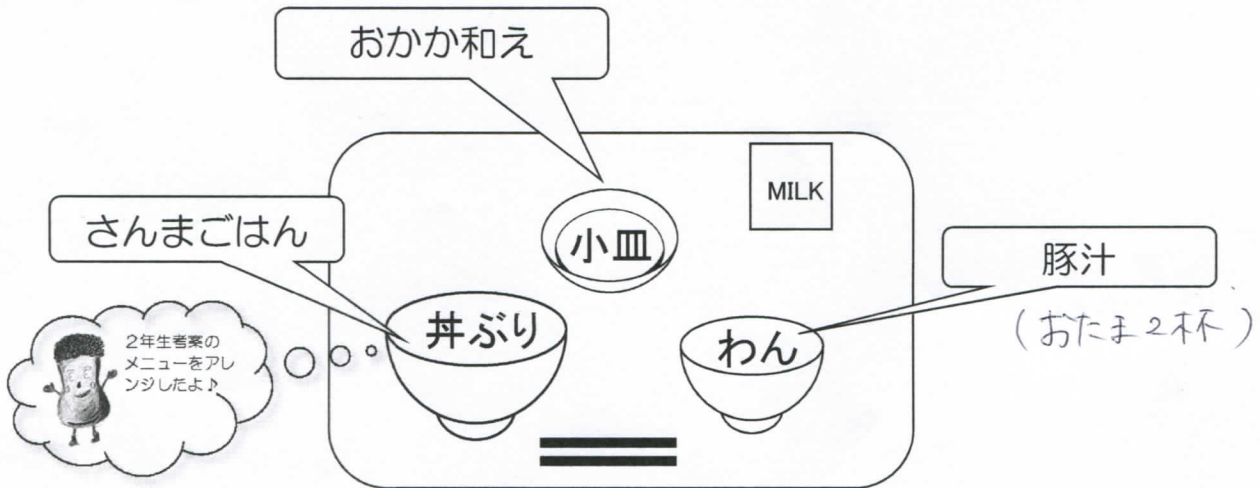 おかか和え
MILK
さんまごはん
小皿
豚汁
(おたま2杯)
丼ぶり
わん
2年生考案の
メニューをアレ
ンジしたよ♪